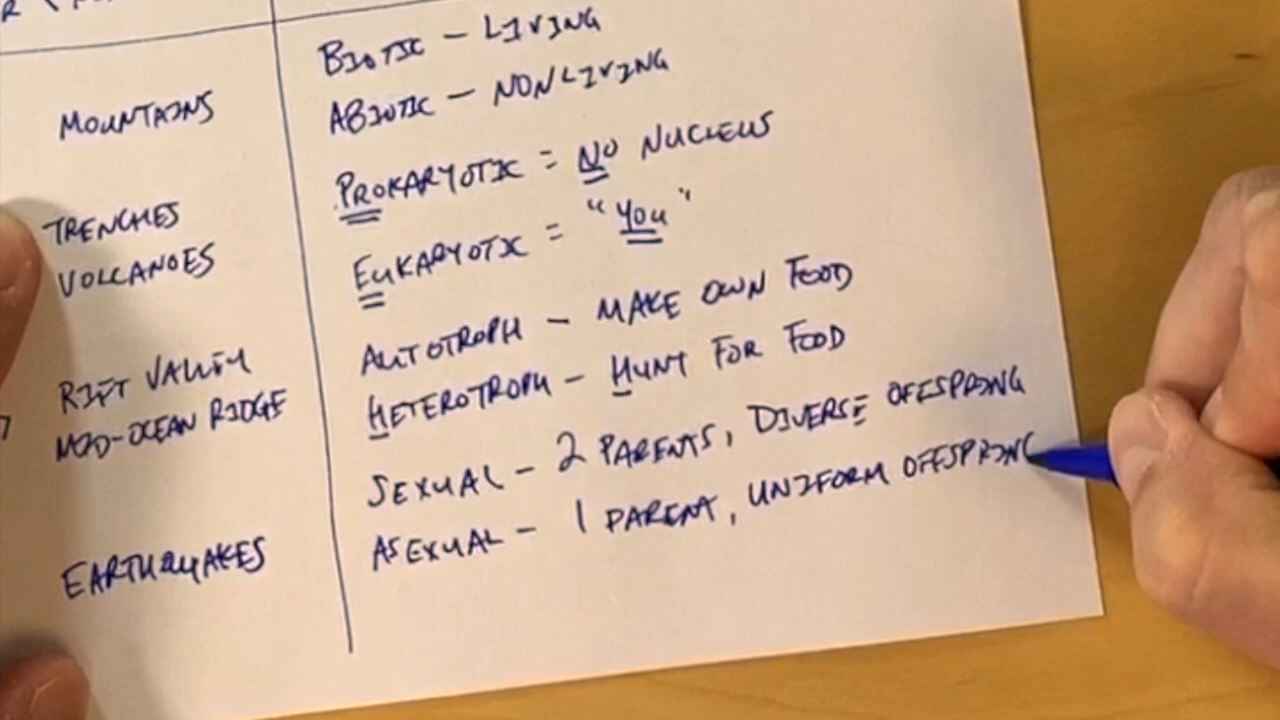 MOUNTAINS
TRENCHES
VOLCANOES
RIFT VALLEY
MID-OCEAN RIDGE
EARTHQUAKES
BIOTIC – LIVING
ABIOTIC – NONLIVING
PROKARYOTIC = NO NUCLEUS
EUKARYOTIC = "YOU"
AUTOTROPH – MAKE OWN FOOD
HETEROTROPH – HUNT FOR FOOD
SEXUAL – 2 PARENTS, DIVERSE OFFSPRING
ASEXUAL – 1 PARENT, UNIFORM OFFSPRING